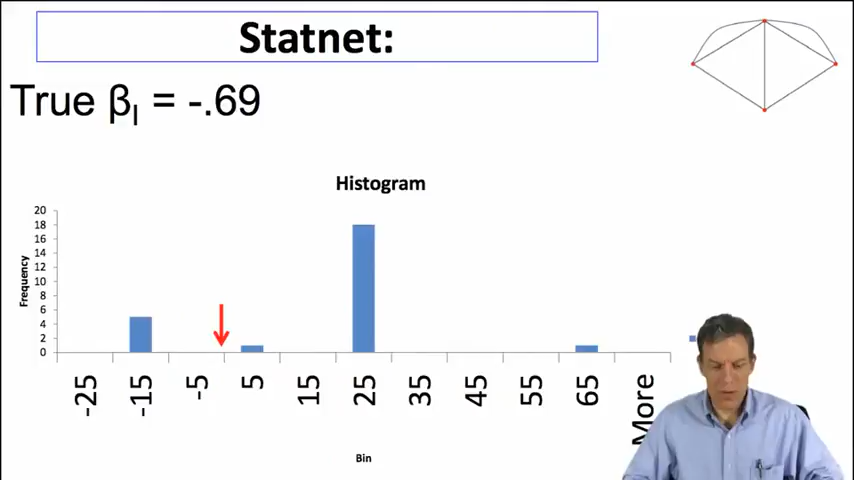 Statnet:
True βI = -.69
Histogram
Frequency
20
18
16
14
12
10
8
6
4
2
0
-25 -15 -5 5 15 25 35 45 55 65 More
Bin